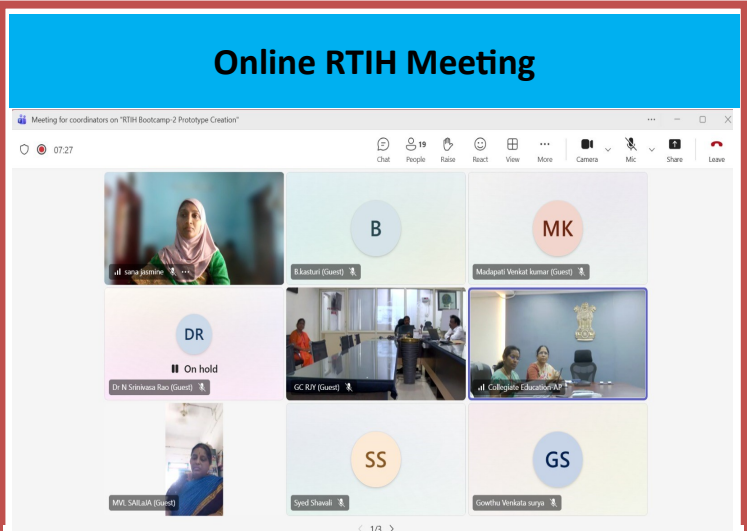 Online RTIH Meeting
Meeting for coordinators on "RTIH Bootcamp-2 Prototype Creation"
07:27
19
Chat People Raise React View More Camera Mic Share Leave
B
MK
sana jasmine
B.kasturi (Guest)
Madapati Venkat kumar (Guest)
DR
On hold
Dr N Srinivasa Rao (Guest)
GC RJY (Guest)
Collegiate Education-AP
SS
GS
MVL SAILaJA (Guest)
Syed Shavali
Gowthu Venkata surya
1/3